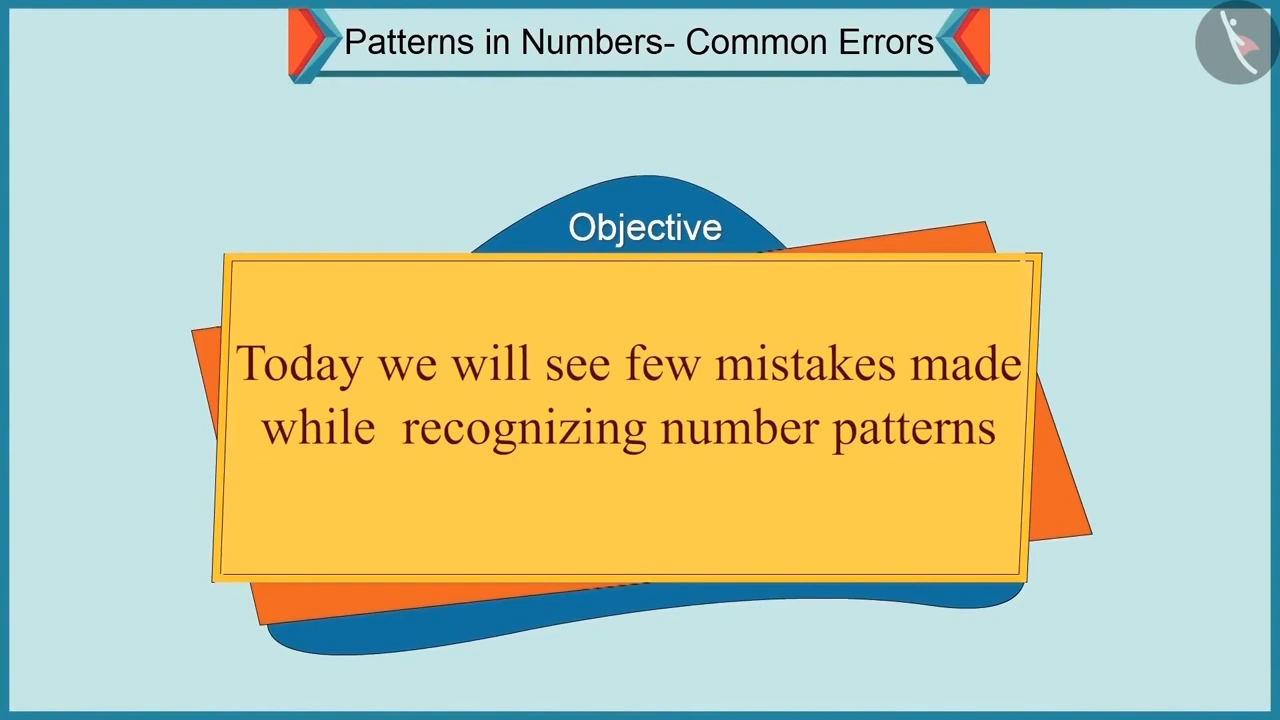 Patterns in Numbers- Common Errors
Objective
Today we will see few mistakes made
while recognizing number patterns